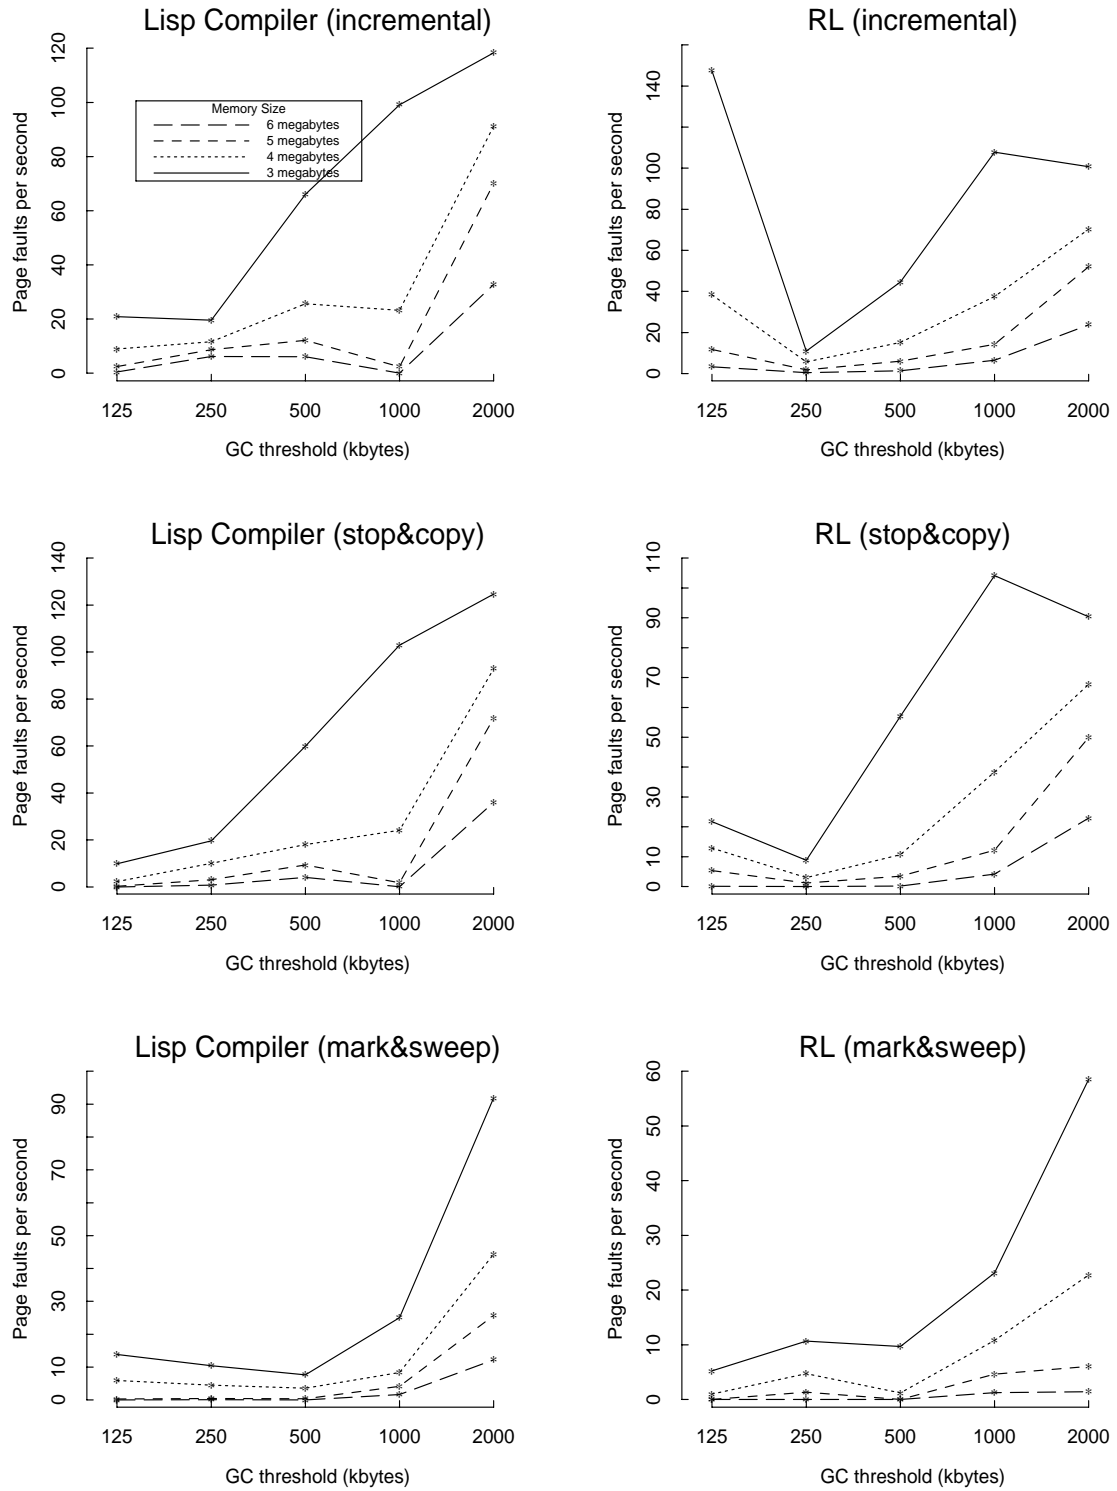 Lisp Compiler (incremental)
Page faults per second
120
100
80
60
40
20
0
Memory Size
6 megabytes
5 megabytes
4 megabytes
3 megabytes
125 250 500 1000 2000
GC threshold (kbytes)
RL (incremental)
Page faults per second
140
100
80
60
40
20
0
125 250 500 1000 2000
GC threshold (kbytes)
Lisp Compiler (stop&copy)
Page faults per second
140
120
100
80
60
40
20
0
125 250 500 1000 2000
GC threshold (kbytes)
RL (stop&copy)
Page faults per second
110
90
70
50
30
10
0
125 250 500 1000 2000
GC threshold (kbytes)
Lisp Compiler (mark&sweep)
Page faults per second
90
70
50
30
10
0
125 250 500 1000 2000
GC threshold (kbytes)
RL (mark&sweep)
Page faults per second
60
50
40
30
20
10
0
125 250 500 1000 2000
GC threshold (kbytes)